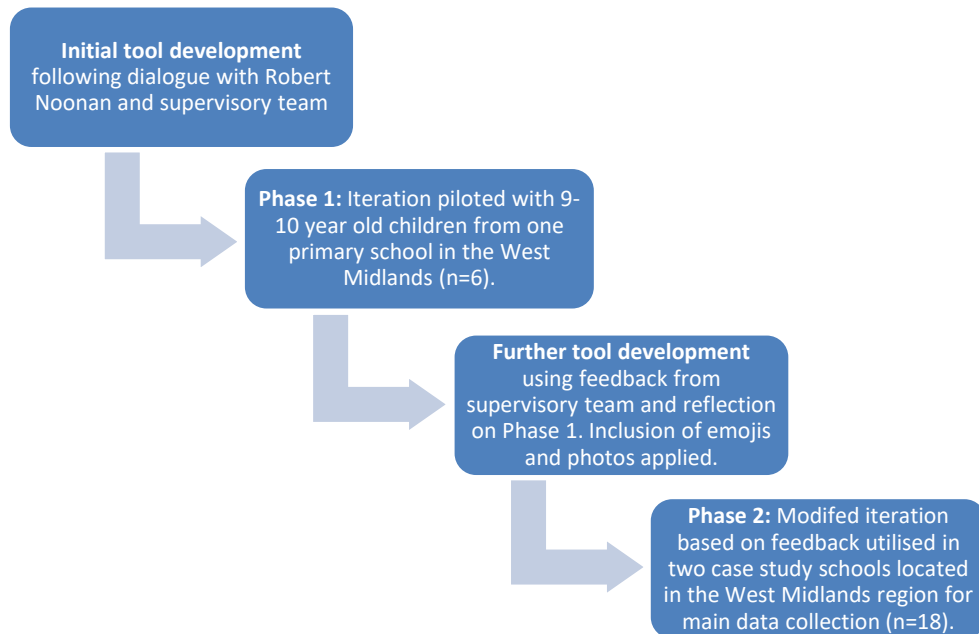 Initial tool development
following dialogue with Robert
Noonan and supervisory team
Phase 1: Iteration piloted with 9-
10 year old children from one
primary school in the West
Midlands (n=6).
Further tool development
using feedback from
supervisory team and reflection
on Phase 1. Inclusion of emojis
and photos applied.
Phase 2: Modifed iteration
based on feedback utilised in
two case study schools located
in the West Midlands region for
main data collection (n=18).